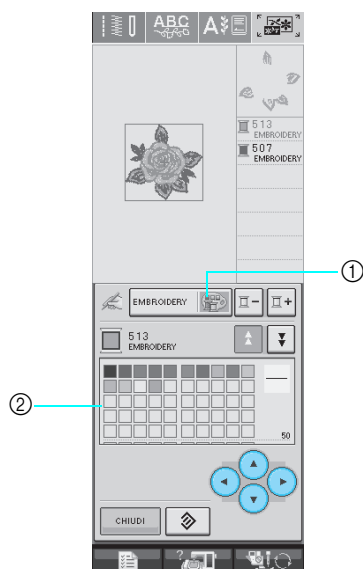 ABC
A
513
EMBROIDERY
507
EMBROIDERY
①
EMBROIDERY
−
+
513
EMBROIDERY
②
50
CHIUDI
?